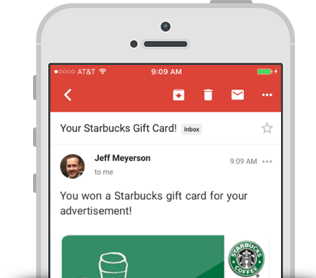 AT&T 9:09 AM
Your Starbucks Gift Card! Inbox
Jeff Meyerson 9:09 AM
to me
You won a Starbucks gift card for your
advertisement!
STARBUCKS
COFFEE